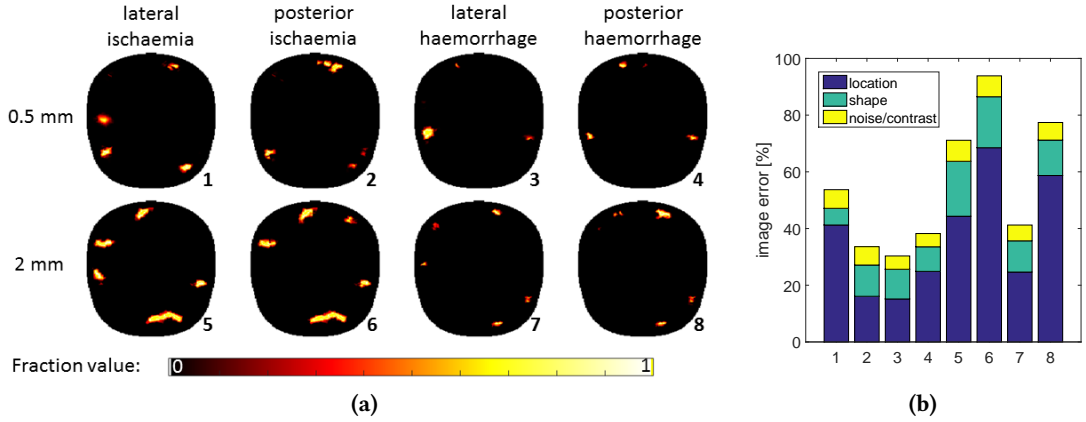 lateral ischaemia
posterior ischaemia
lateral haemorrhage
posterior haemorrhage
0.5 mm
1
2
3
4
2 mm
5
6
7
8
Fraction value:
0
1
(a)
100
80
60
40
20
0
image error [%]
location
shape
noise/contrast
1 2 3 4 5 6 7 8
(b)